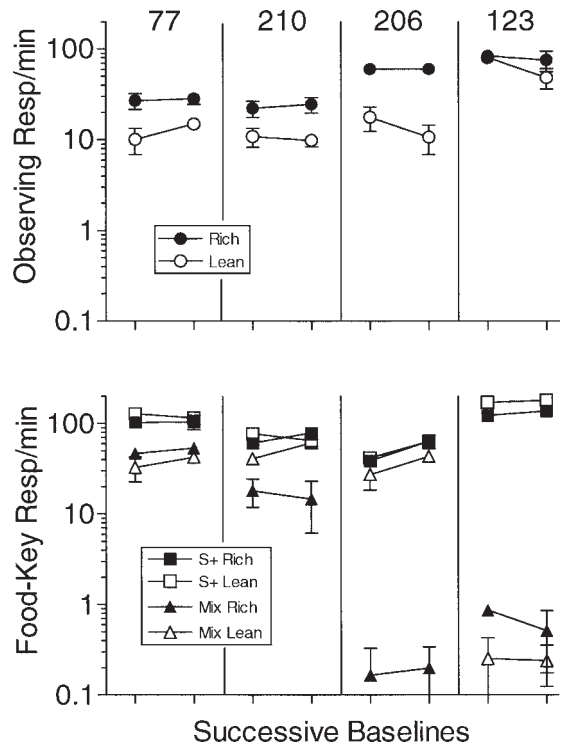 77 210 206 123
Observing Resp/min
100
10
1
0.1
Rich
Lean
Food-Key Resp/min
100
10
1
0.1
S+ Rich
S+ Lean
Mix Rich
Mix Lean
Successive Baselines